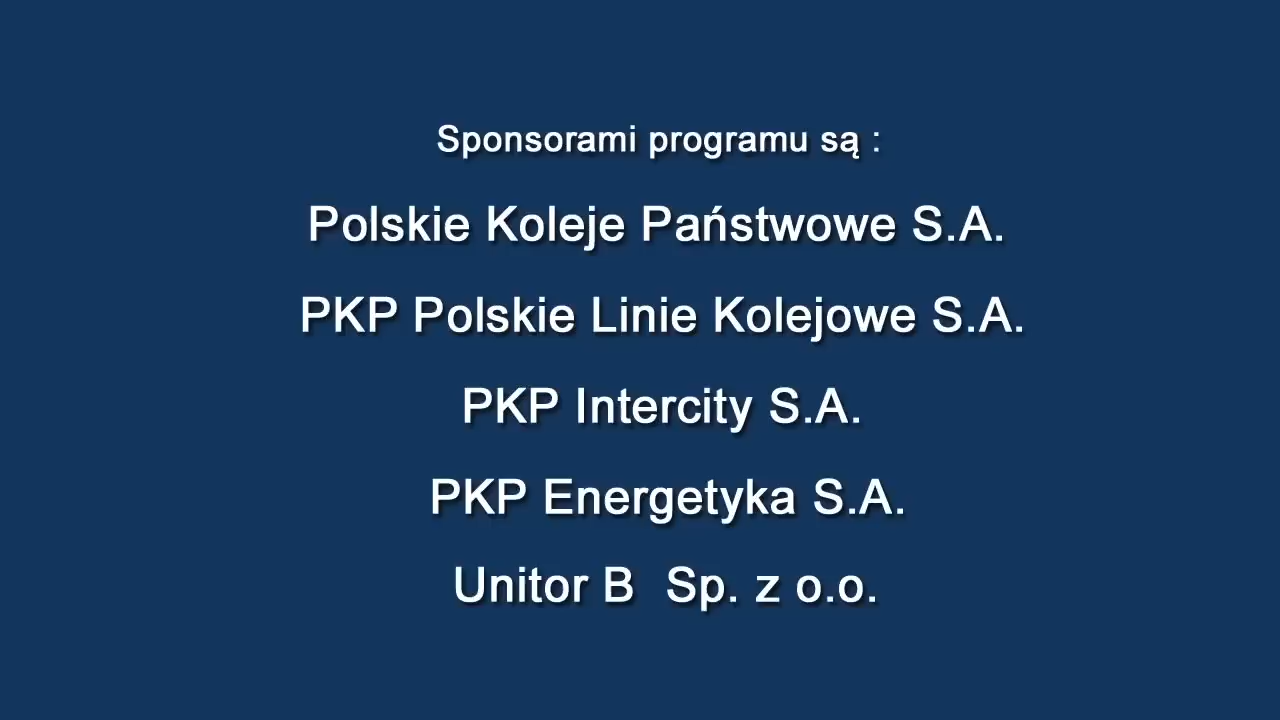 Sponsorami programu są :
Polskie Koleje Państwowe S.A.
PKP Polskie Linie Kolejowe S.A.
PKP Intercity S.A.
PKP Energetyka S.A.
Unitor B  Sp. z o.o.